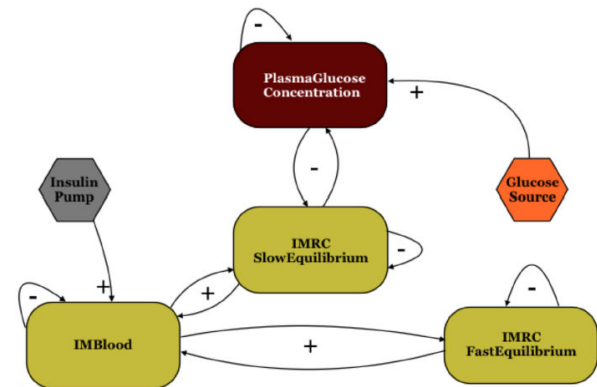 -
PlasmaGlucose
Concentration
+
-
Insulin
Pump
Glucose
Source
IMRC
SlowEquilibrium
-
+
+
-
-
IMBlood
+
IMRC
FastEquilibrium